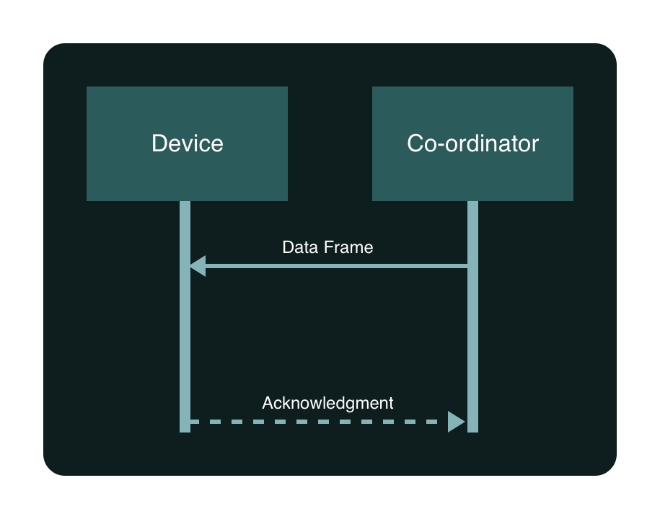 Device
Co-ordinator
Data Frame
Acknowledgment